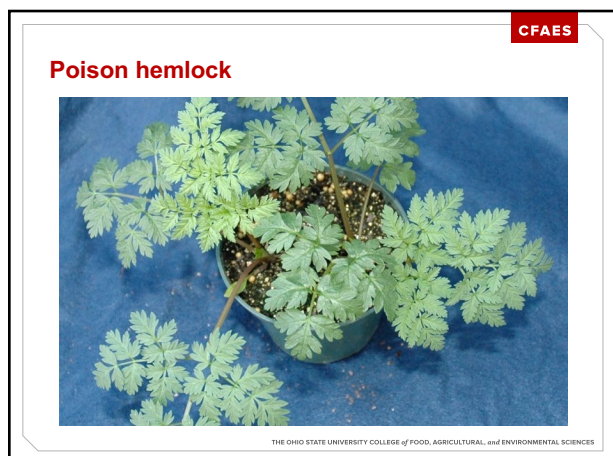 CFAES
Poison hemlock
THE OHIO STATE UNIVERSITY COLLEGE of FOOD, AGRICULTURAL, and ENVIRONMENTAL SCIENCES